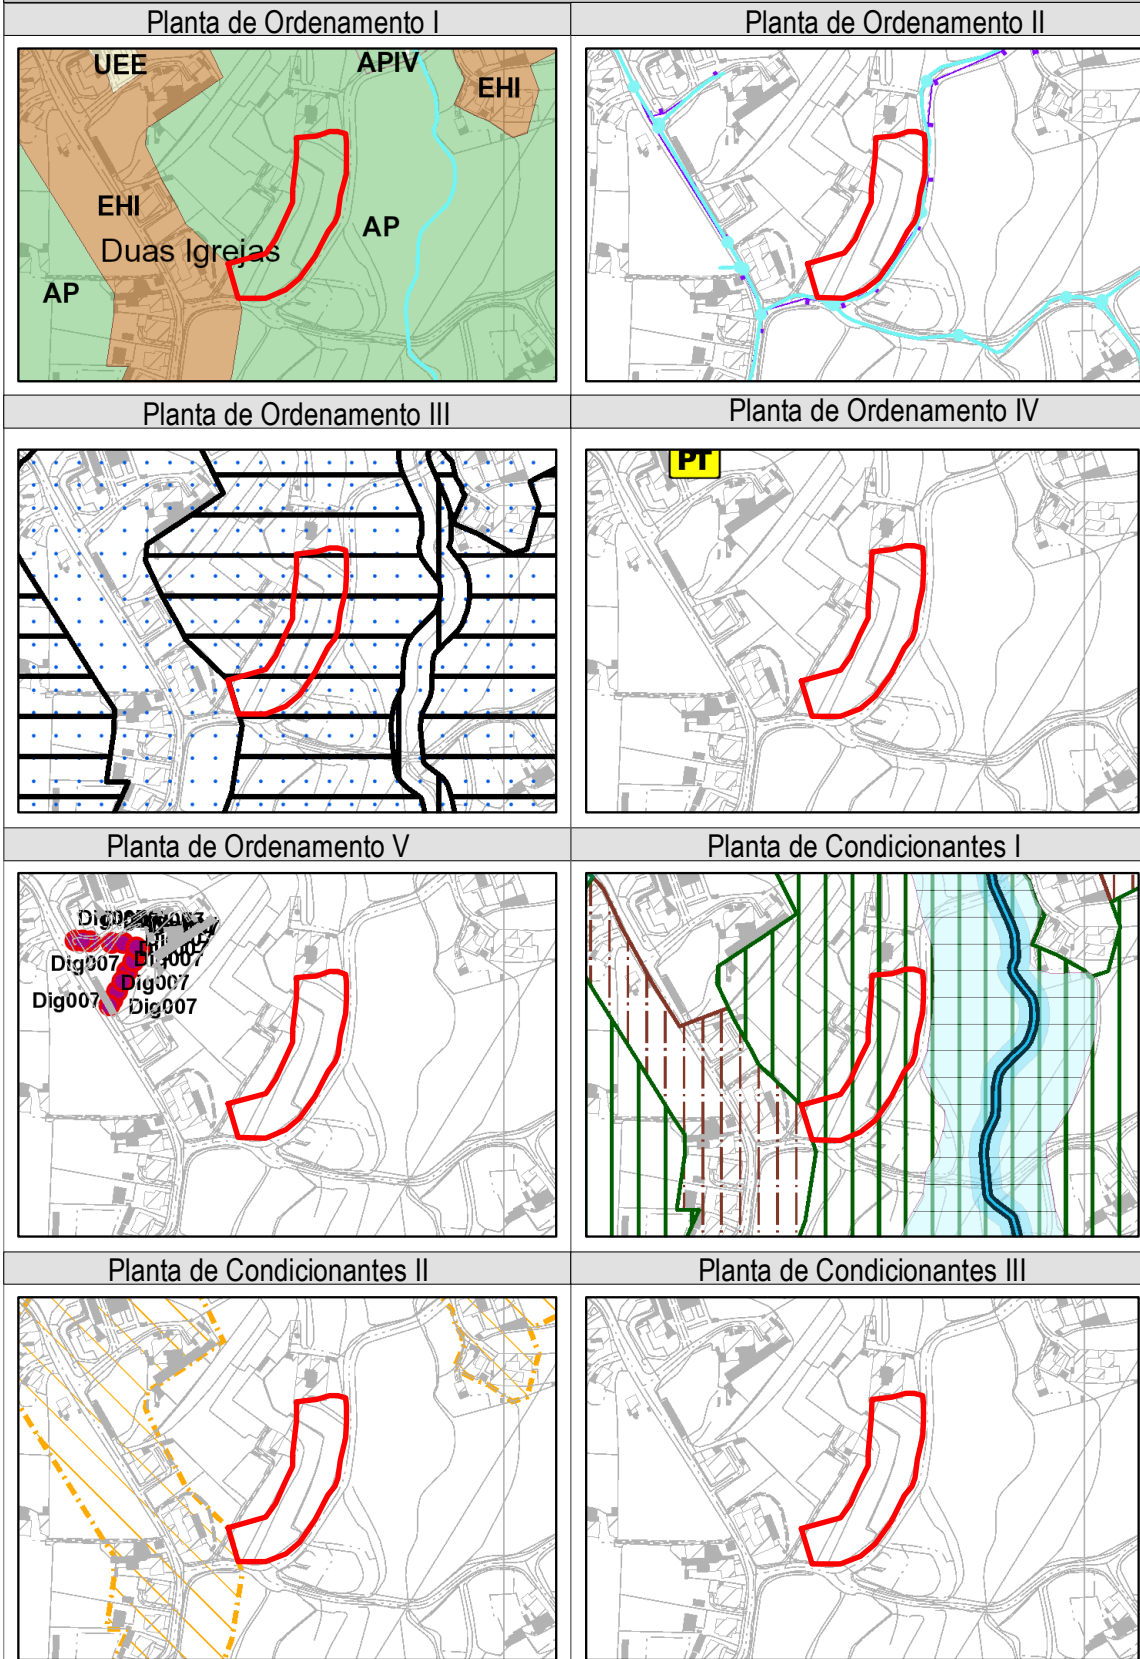 Planta de Ordenamento I
Planta de Ordenamento II
UEE
APIV
EHI
EHI
Duas Igrejas
AP
AP
Planta de Ordenamento III
Planta de Ordenamento IV
PT
Planta de Ordenamento V
Planta de Condicionantes I
Dig007
Dig007
Dig007
Dig007
Dig007
Planta de Condicionantes II
Planta de Condicionantes III